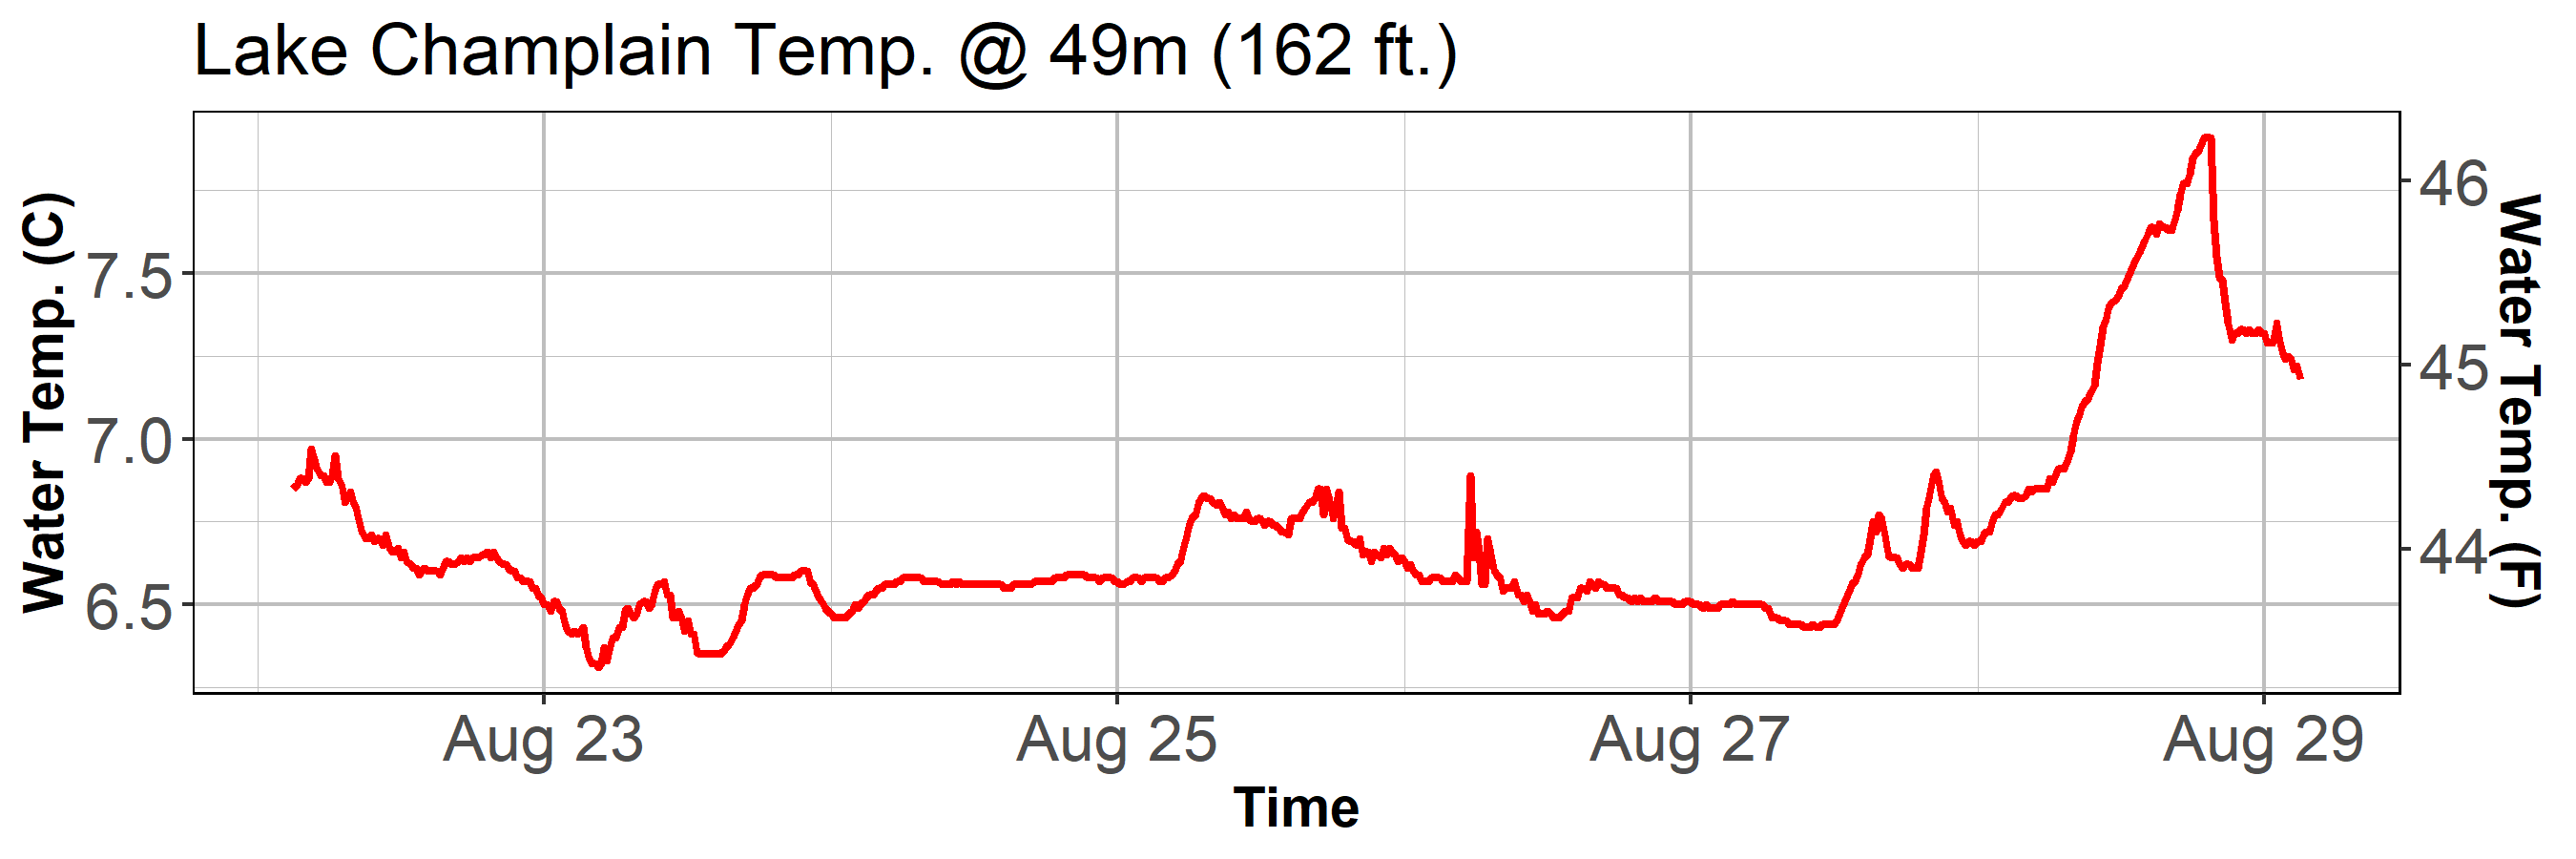 Lake Champlain Temp. @ 49m (162 ft.)
Water Temp. (C)
7.5
7.0
6.5
46
45
44
Water Temp. (F)
Aug 23
Aug 25
Aug 27
Aug 29
Time